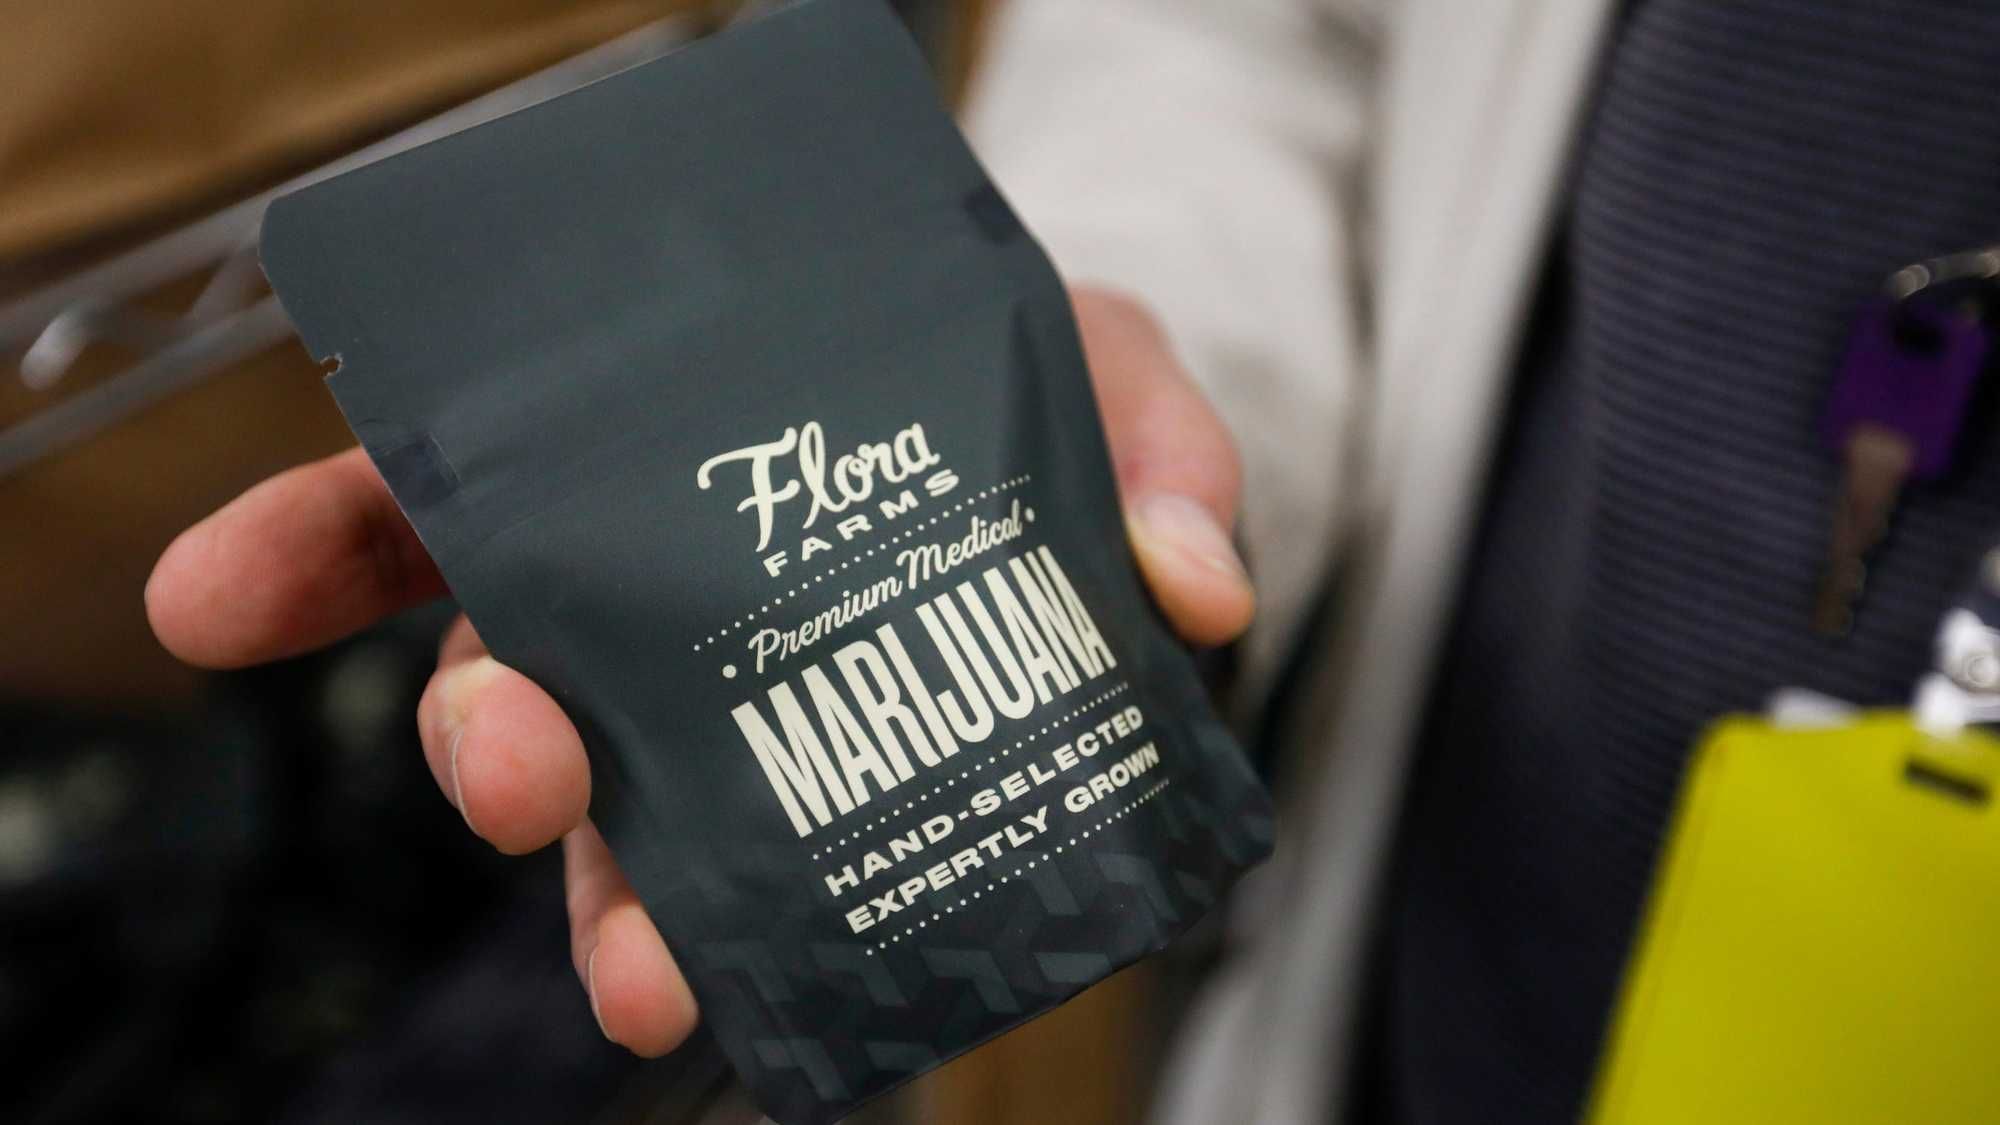 Flora
FARMS
• Premium Medical •
MARIJUANA
HAND-SELECTED
EXPERTLY GROWN